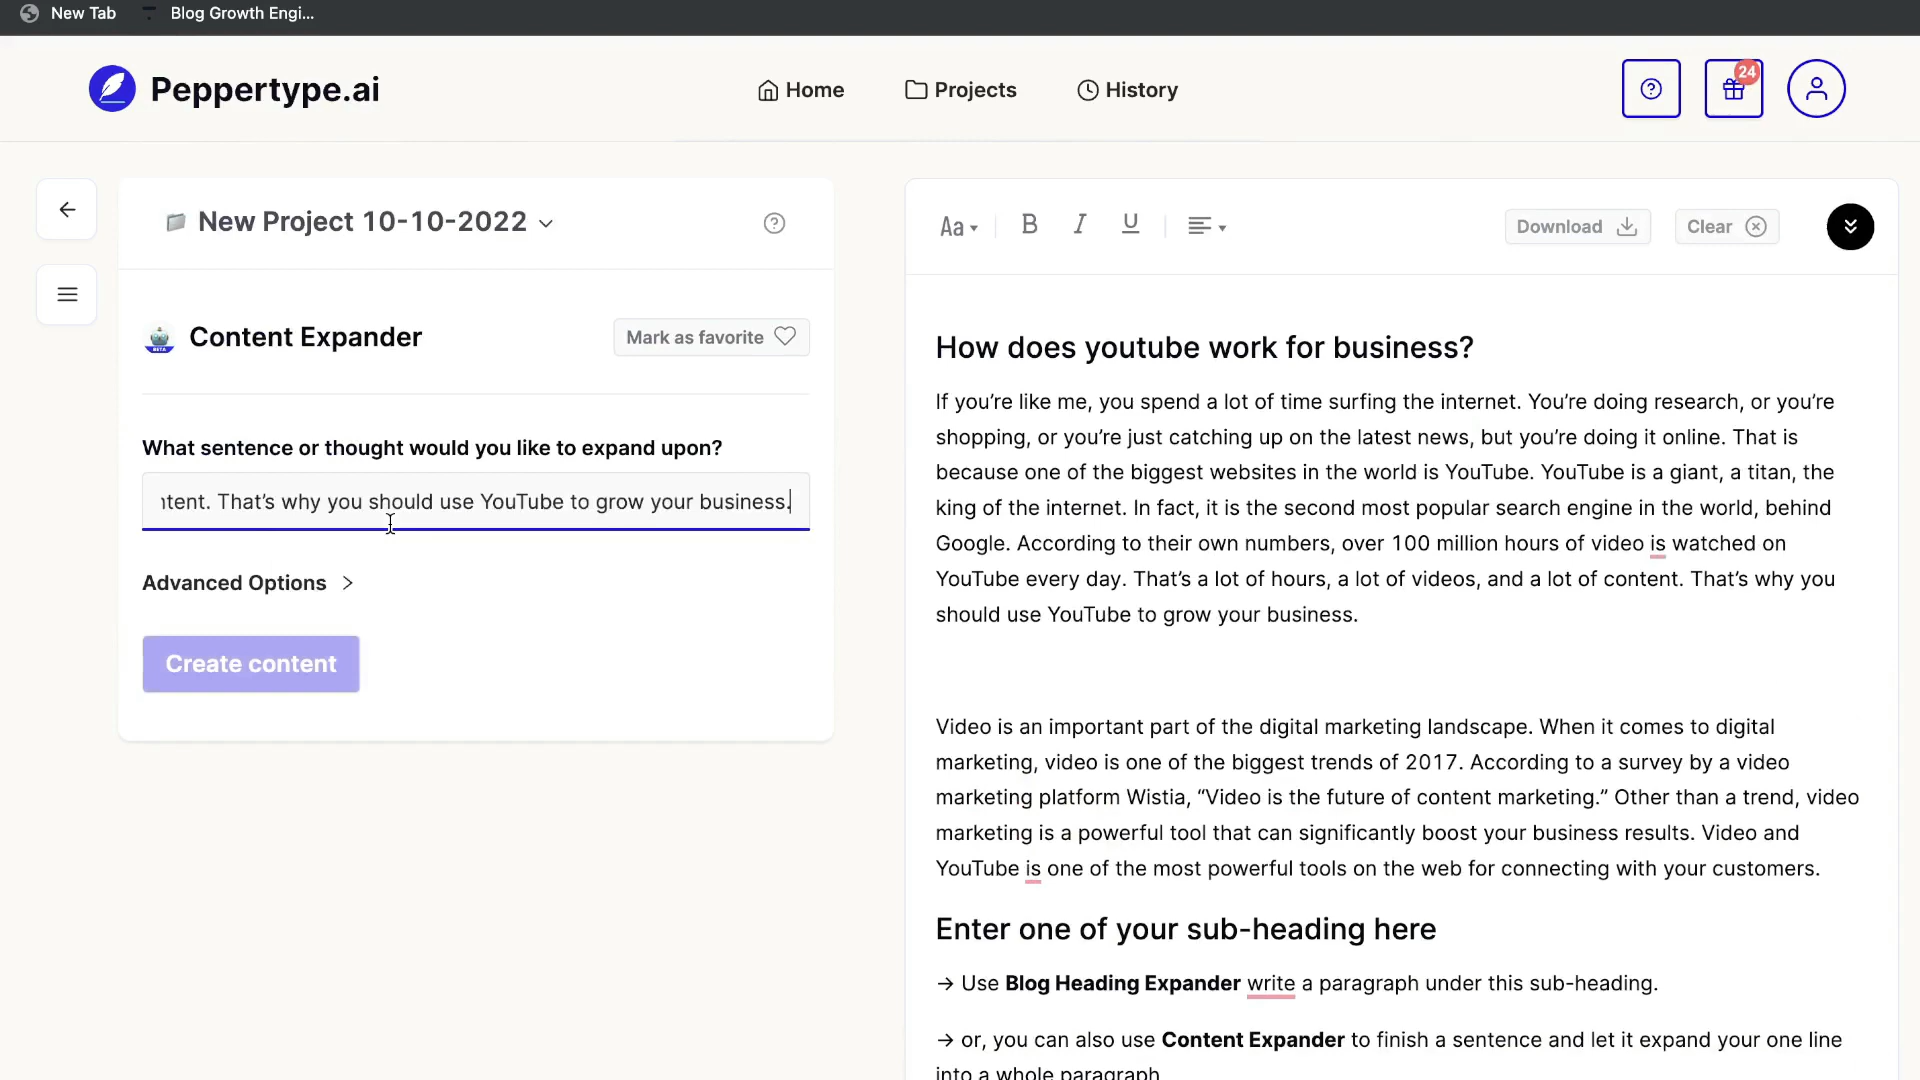 New Tab
Blog Growth Engi...
Peppertype.ai
Home
Projects
History
24
New Project 10-10-2022
Content Expander
BETA
Mark as favorite
What sentence or thought would you like to expand upon?
ntent. That’s why you should use YouTube to grow your business.
Advanced Options
Create content
Aa
B
I
U
Download
Clear
How does youtube work for business?
If you’re like me, you spend a lot of time surfing the internet. You’re doing research, or you’re
shopping, or you’re just catching up on the latest news, but you’re doing it online. That is
because one of the biggest websites in the world is YouTube. YouTube is a giant, a titan, the
king of the internet. In fact, it is the second most popular search engine in the world, behind
Google. According to their own numbers, over 100 million hours of video is watched on
YouTube every day. That’s a lot of hours, a lot of videos, and a lot of content. That’s why you
should use YouTube to grow your business.
Video is an important part of the digital marketing landscape. When it comes to digital
marketing, video is one of the biggest trends of 2017. According to a survey by a video
marketing platform Wistia, “Video is the future of content marketing.” Other than a trend, video
marketing is a powerful tool that can significantly boost your business results. Video and
YouTube is one of the most powerful tools on the web for connecting with your customers.
Enter one of your sub-heading here
→ Use Blog Heading Expander write a paragraph under this sub-heading.
→ or, you can also use Content Expander to finish a sentence and let it expand your one line
into a whole paragraph